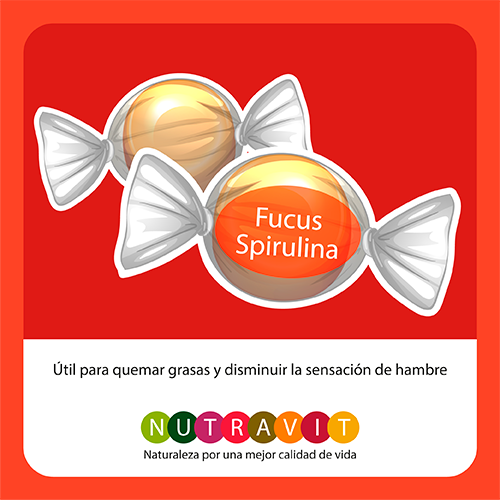 Fucus
Spirulina
Útil para quemar grasas y disminuir la sensación de hambre
NUTRAVIT
Naturaleza por una mejor calidad de vida